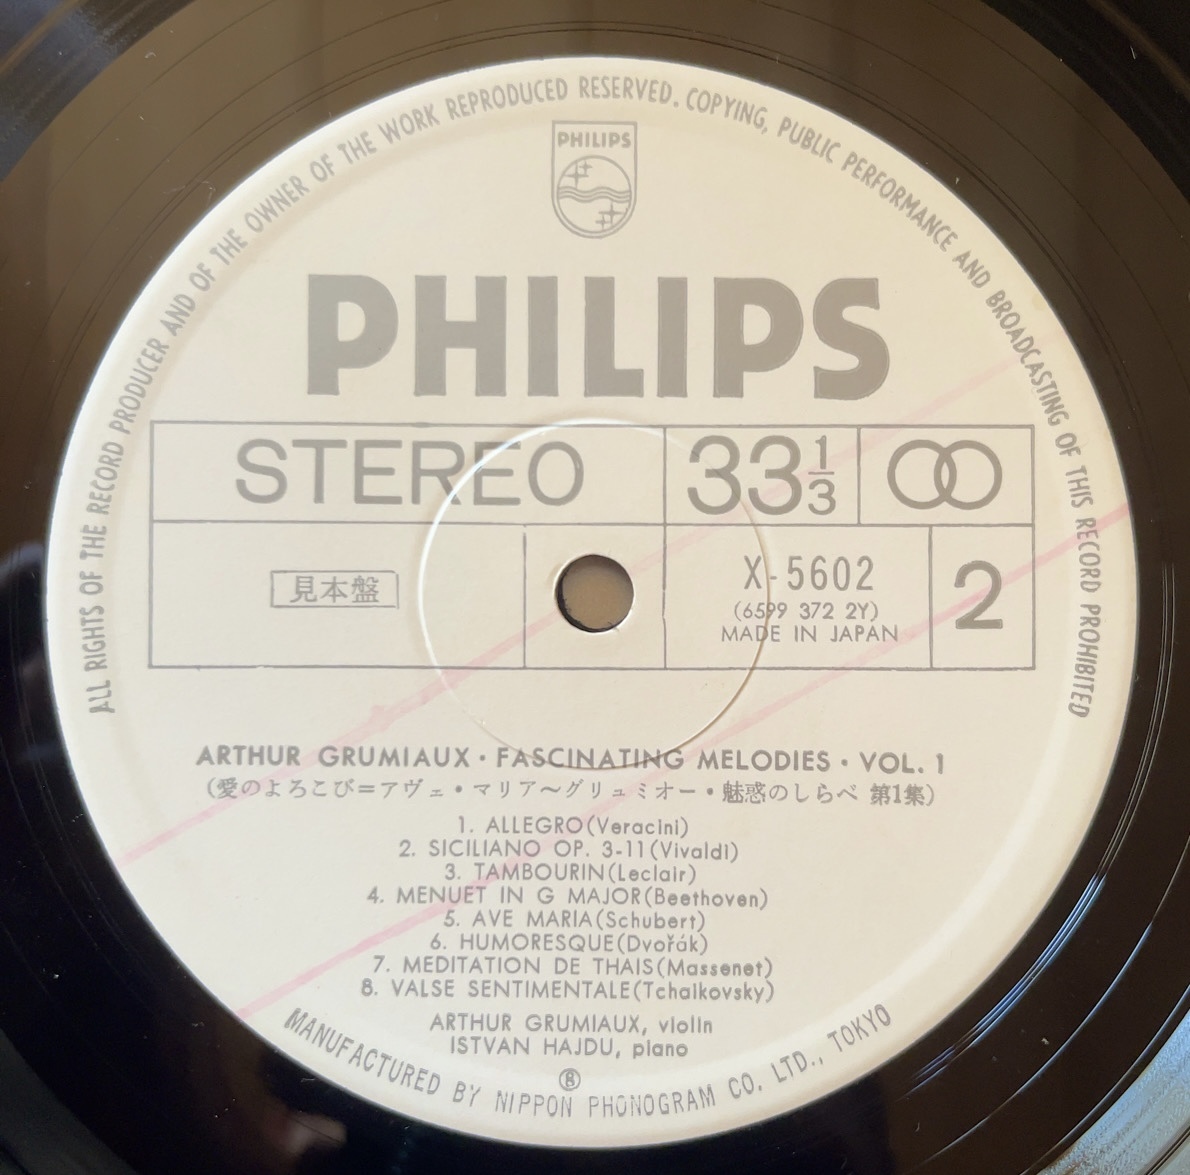 ALL RIGHTS OF THE RECORD PRODUCER AND OF THE OWNER OF THE WORK REPRODUCED RESERVED. COPYING, PUBLIC PERFORMANCE AND BROADCASTING OF THIS RECORD PROHIBITED
PHILIPS
PHILIPS
STEREO 33 1/3
見本盤 X-5602 2
(6599 372 2Y)
MADE IN JAPAN
ARTHUR GRUMIAUX · FASCINATING MELODIES · VOL. 1
(愛のよろこび=アヴェ・マリア〜グリュミオー・魅惑のしらべ 第1集)
1. ALLEGRO(Veracini)
2. SICILIANO OP. 3-11(Vivaldi)
3. TAMBOURIN(Leclair)
4. MENUET IN G MAJOR(Beethoven)
5. AVE MARIA(Schubert)
6. HUMORESQUE(Dvořák)
7. MEDITATION DE THAIS(Massenet)
8. VALSE SENTIMENTALE(Tchaikovsky)
ARTHUR GRUMIAUX, violin
ISTVAN HAJDU, piano
Ⓡ
MANUFACTURED BY NIPPON PHONOGRAM CO. LTD., TOKYO